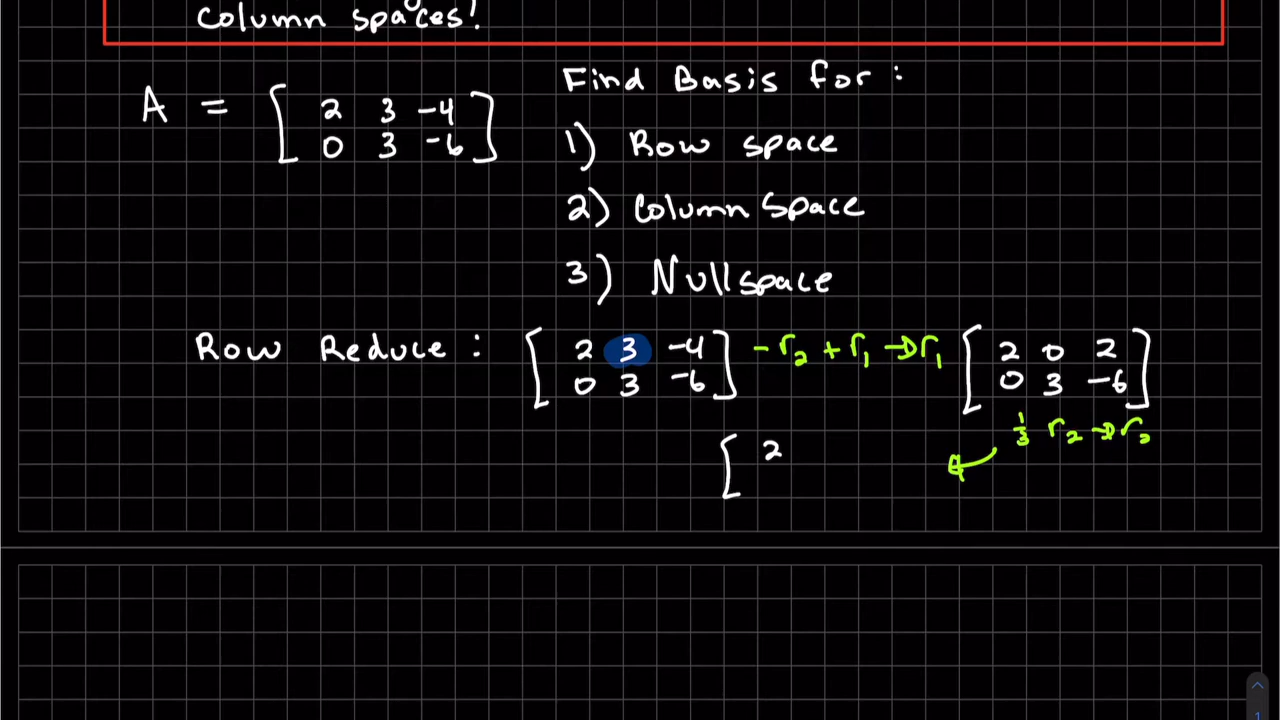 Column spaces!
A = [ 2 3 -4
0 3 -6 ]
Find Basis for:
1) Row space
2) Column Space
3) Nullspace
Row Reduce: [ 2 3 -4
0 3 -6 ] -r₂ + r₁ → r₁ [ 2 0 2
0 3 -6 ]
1/3 r₂ → r₂
[ 2
1